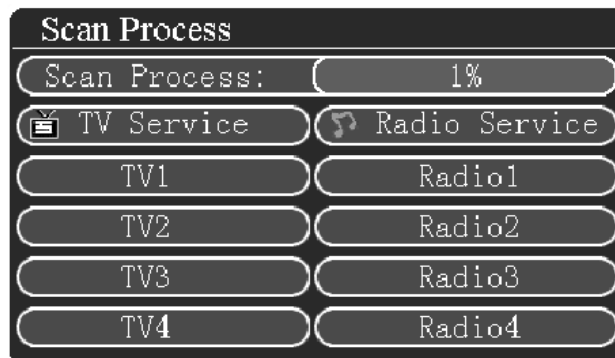 Scan Process
Scan Process: 1%
TV Service Radio Service
TV1 Radio1
TV2 Radio2
TV3 Radio3
TV4 Radio4